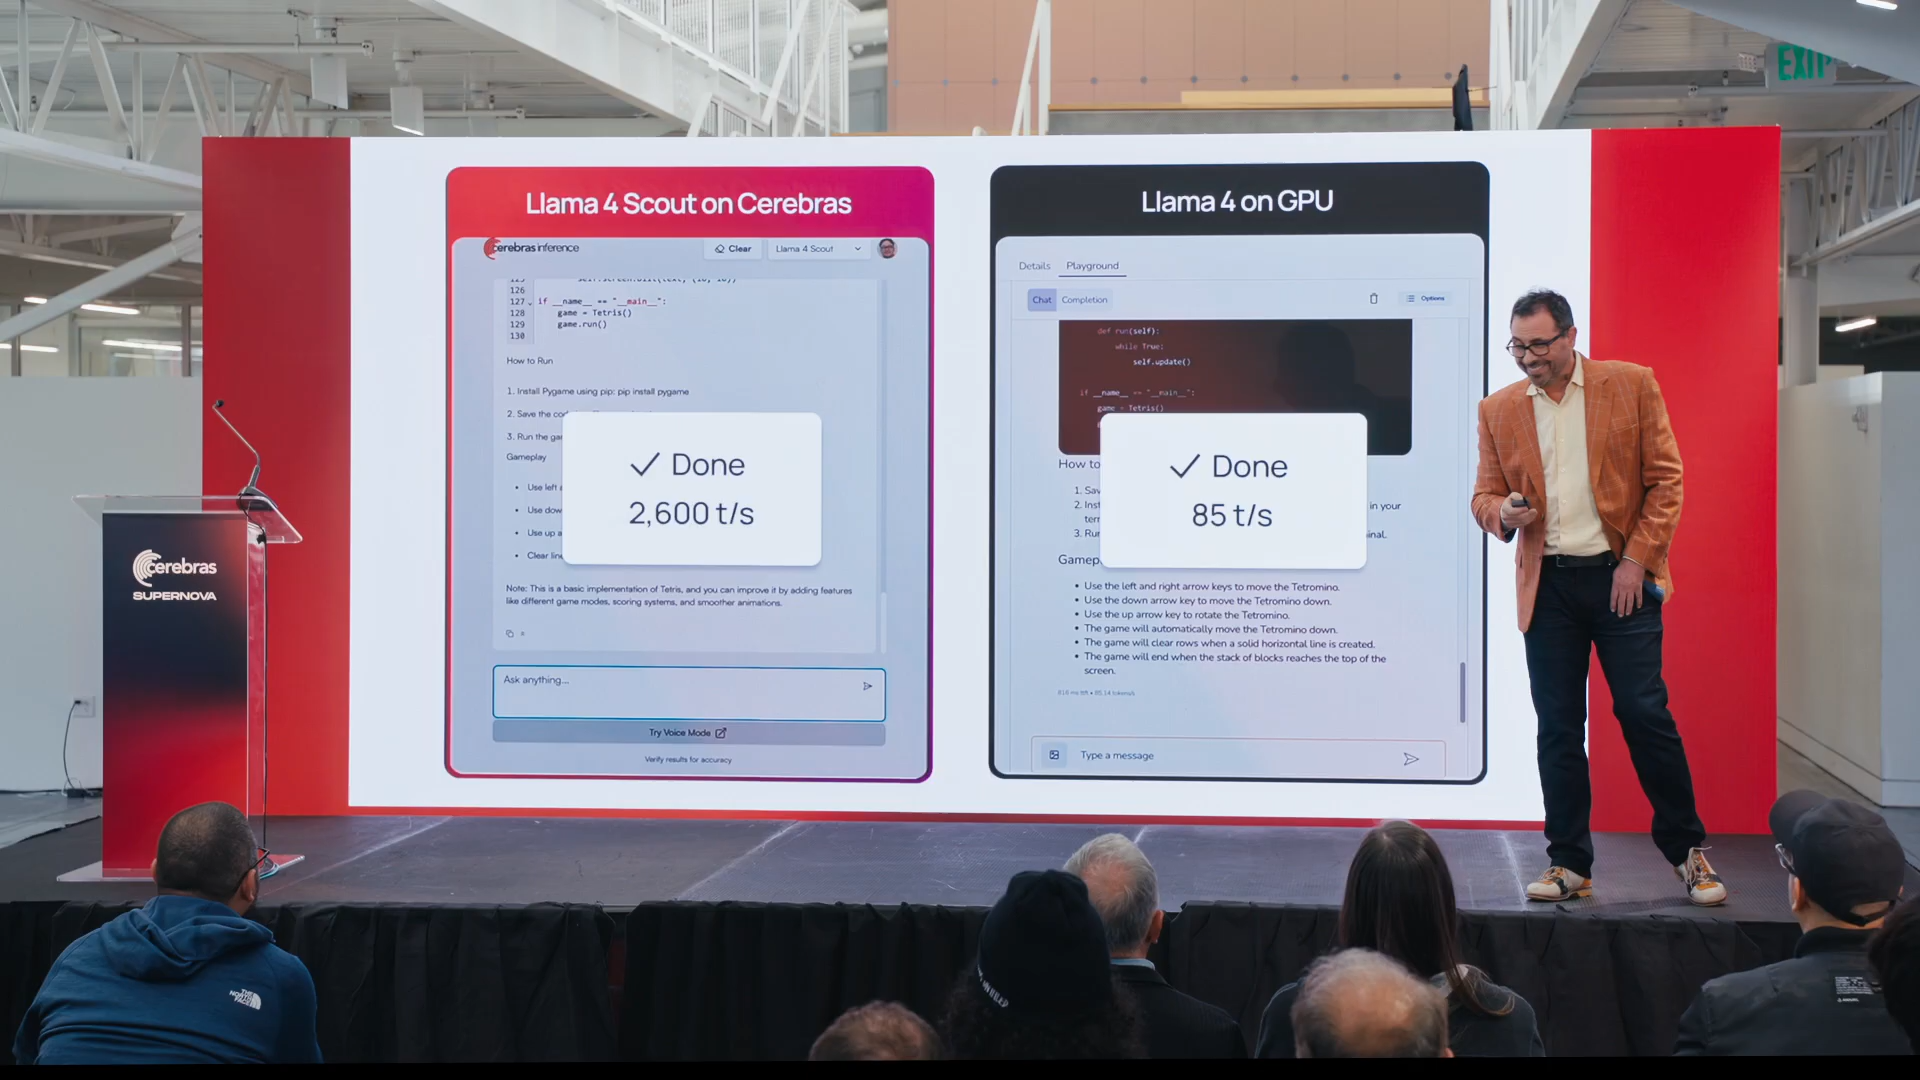 EXIT
Llama 4 Scout on Cerebras
cerebras inference
Clear
Llama 4 Scout
126
127 if __name__ == "__main__":
128 game = Tetris()
129 game.run()
130
How to Run
1. Install Pygame using pip: pip install pygame
2. Save the
3. Run the
Gameplay
Use left
Use
Use up
Clear
Note: This is a basic implementation of Tetris, and you can improve it by adding features
like different game modes, scoring systems, and smoother animations.
Done
2,600 t/s
Ask anything...
Try Voice Mode
Verify results for accuracy
Llama 4 on GPU
Details Playground
Chat Completion
Options
def run(self):
while True:
self.update()
if __name__ == "__main__":
game = Tetris()
How to
1.
2. in your
3.
Done
85 t/s
Use the left and right arrow keys to move the Tetromino.
Use the down arrow key to move the Tetromino down.
Use the up arrow key to rotate the Tetromino.
The game will automatically move the Tetromino down.
The game will clear rows when a solid horizontal line is created.
The game will end when the stack of blocks reaches the top of the
screen.
Type a message
cerebras
SUPERNOVA
THE
NORTH
FACE